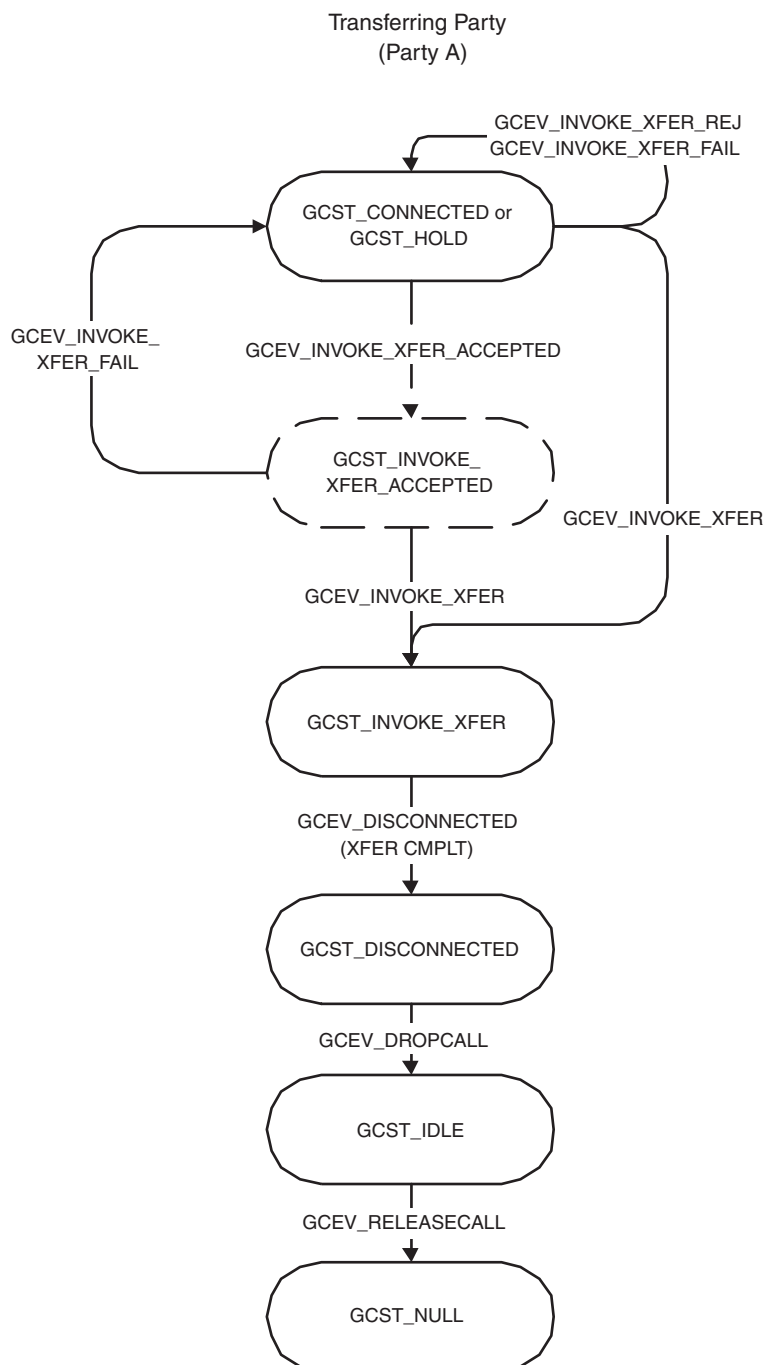 Transferring Party
(Party A)
GCEV_INVOKE_XFER_REJ
GCEV_INVOKE_XFER_FAIL
GCST_CONNECTED or
GCST_HOLD
GCEV_INVOKE_
XFER_FAIL
GCEV_INVOKE_XFER_ACCEPTED
GCST_INVOKE_
XFER_ACCEPTED
GCEV_INVOKE_XFER
GCEV_INVOKE_XFER
GCST_INVOKE_XFER
GCEV_DISCONNECTED
(XFER CMPLT)
GCST_DISCONNECTED
GCEV_DROPCALL
GCST_IDLE
GCEV_RELEASECALL
GCST_NULL